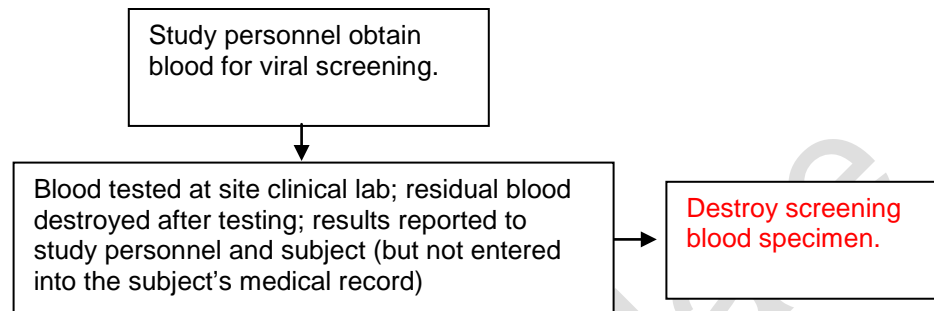 Study personnel obtain
blood for viral screening.
Blood tested at site clinical lab; residual blood
destroyed after testing; results reported to
study personnel and subject (but not entered
into the subject's medical record)
Destroy screening
blood specimen.